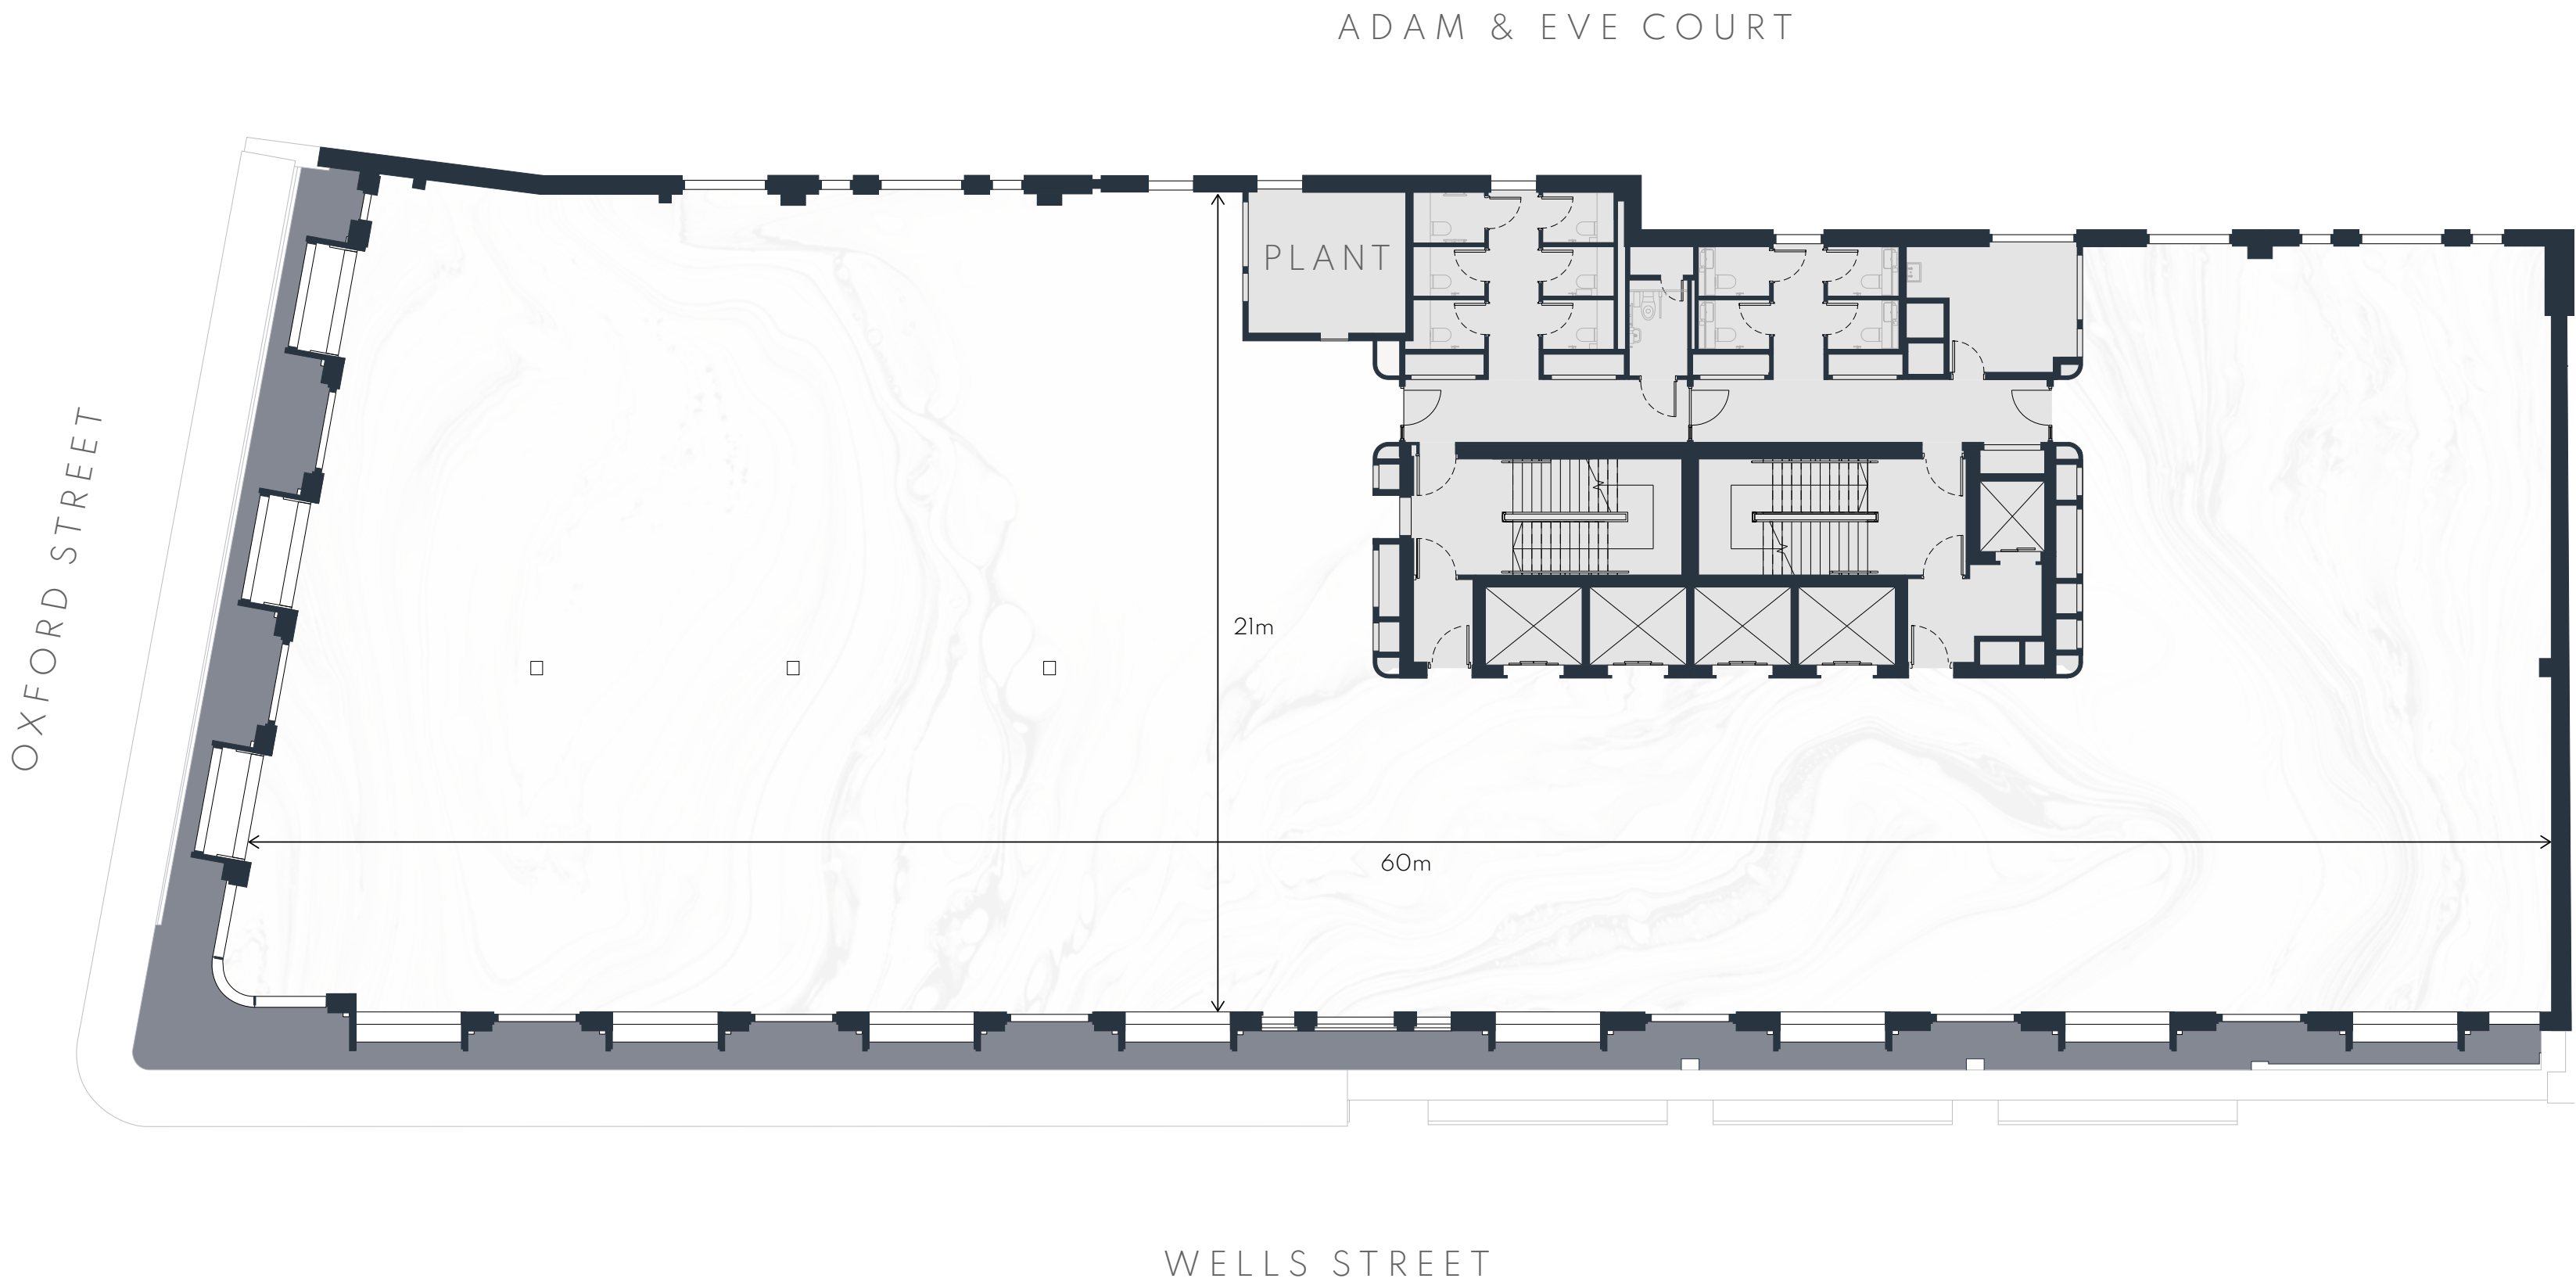 ADAM & EVE COURT
PLANT
OXFORD STREET
21m
60m
WELLS STREET